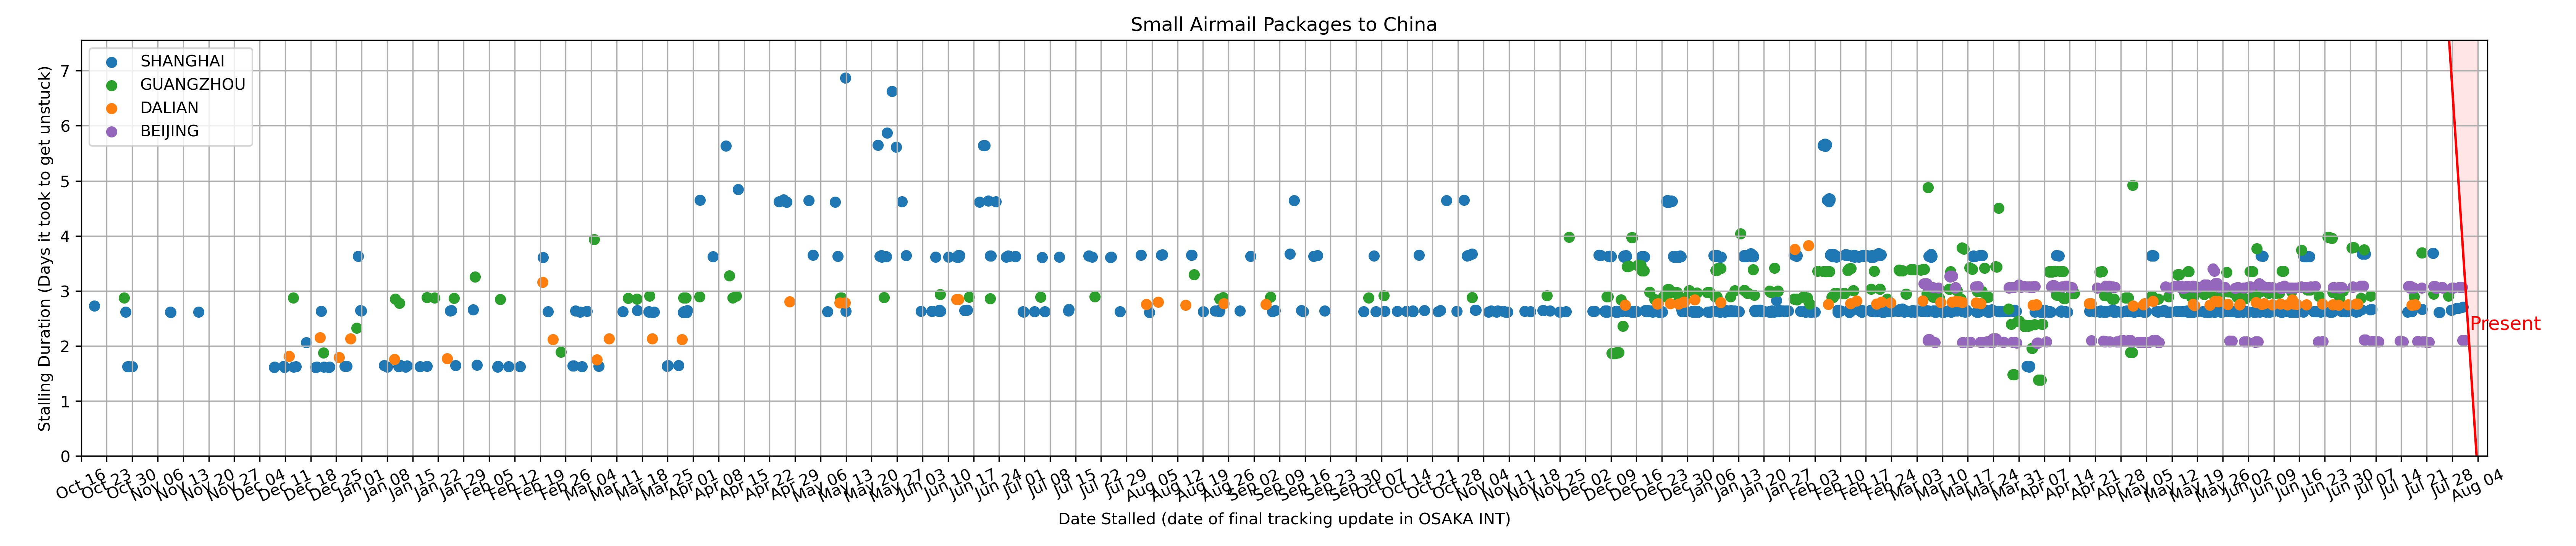 Small Airmail Packages to China
SHANGHAI
GUANGZHOU
DALIAN
BEIJING
Stalling Duration (Days it took to get unstuck)
7
6
5
4
3
2
1
0
Present
Oct 16
Oct 23
Oct 30
Nov 06
Nov 13
Nov 20
Nov 27
Dec 04
Dec 11
Dec 18
Dec 25
Jan 01
Jan 08
Jan 15
Jan 22
Jan 29
Feb 05
Feb 12
Feb 19
Feb 26
Mar 04
Mar 11
Mar 18
Mar 25
Apr 01
Apr 08
Apr 15
Apr 22
Apr 29
May 06
May 13
May 20
May 27
Jun 03
Jun 10
Jun 17
Jun 24
Jul 01
Jul 08
Jul 15
Jul 22
Jul 29
Aug 05
Aug 12
Aug 19
Aug 26
Sep 02
Sep 09
Sep 16
Sep 23
Sep 30
Oct 07
Oct 14
Oct 21
Oct 28
Nov 04
Nov 11
Nov 18
Nov 25
Dec 02
Dec 09
Dec 16
Dec 23
Dec 30
Jan 06
Jan 13
Jan 20
Jan 27
Feb 03
Feb 10
Feb 17
Feb 24
Mar 03
Mar 10
Mar 17
Mar 24
Mar 31
Apr 07
Apr 14
Apr 21
Apr 28
May 05
May 12
May 19
May 26
Jun 02
Jun 09
Jun 16
Jun 23
Jun 30
Jul 07
Jul 14
Jul 21
Jul 28
Aug 04
Date Stalled (date of final tracking update in OSAKA INT)